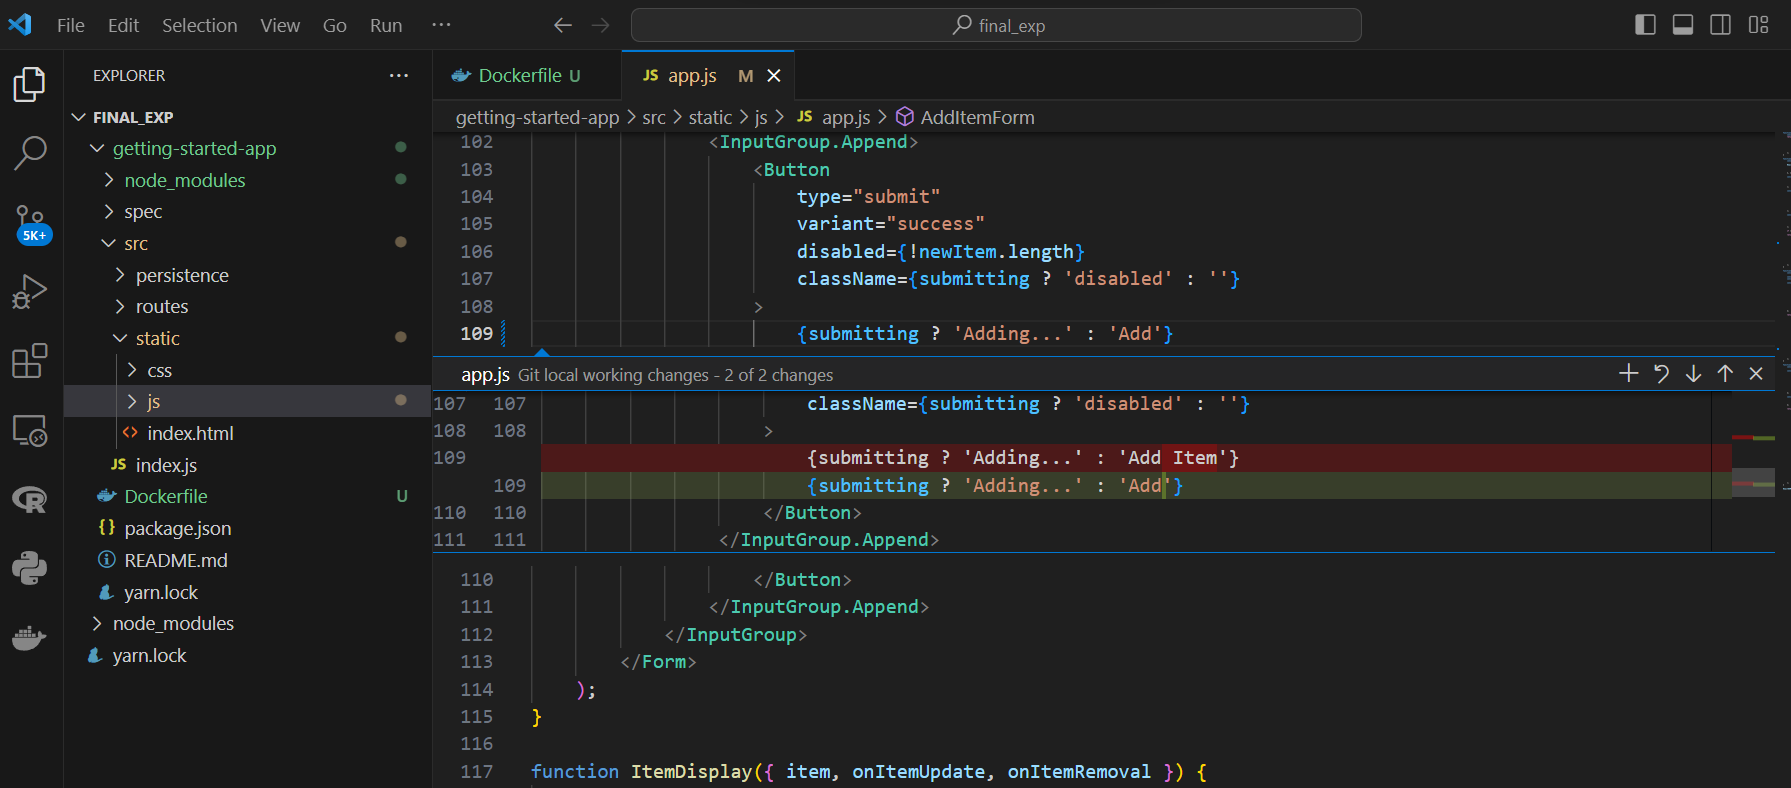 File Edit Selection View Go Run ··· final_exp
EXPLORER ···
FINAL_EXP
getting-started-app
node_modules
spec
src
persistence
routes
static
css
js
index.html
JS index.js
Dockerfile U
{} package.json
README.md
yarn.lock
node_modules
yarn.lock
5K+
Dockerfile U
JS app.js M
getting-started-app > src > static > js > JS app.js > AddItemForm
102 <InputGroup.Append>
103 <Button
104 type="submit"
105 variant="success"
106 disabled={!newItem.length}
107 className={submitting ? 'disabled' : ''}
108 >
109 {submitting ? 'Adding...' : 'Add'}
app.js Git local working changes - 2 of 2 changes
107 107 className={submitting ? 'disabled' : ''}
108 108 >
109 {submitting ? 'Adding...' : 'Add Item'}
109 {submitting ? 'Adding...' : 'Add'}
110 110 </Button>
111 111 </InputGroup.Append>
110 </Button>
111 </InputGroup.Append>
112 </InputGroup>
113 </Form>
114 );
115 }
116
117 function ItemDisplay({ item, onItemUpdate, onItemRemoval }) {